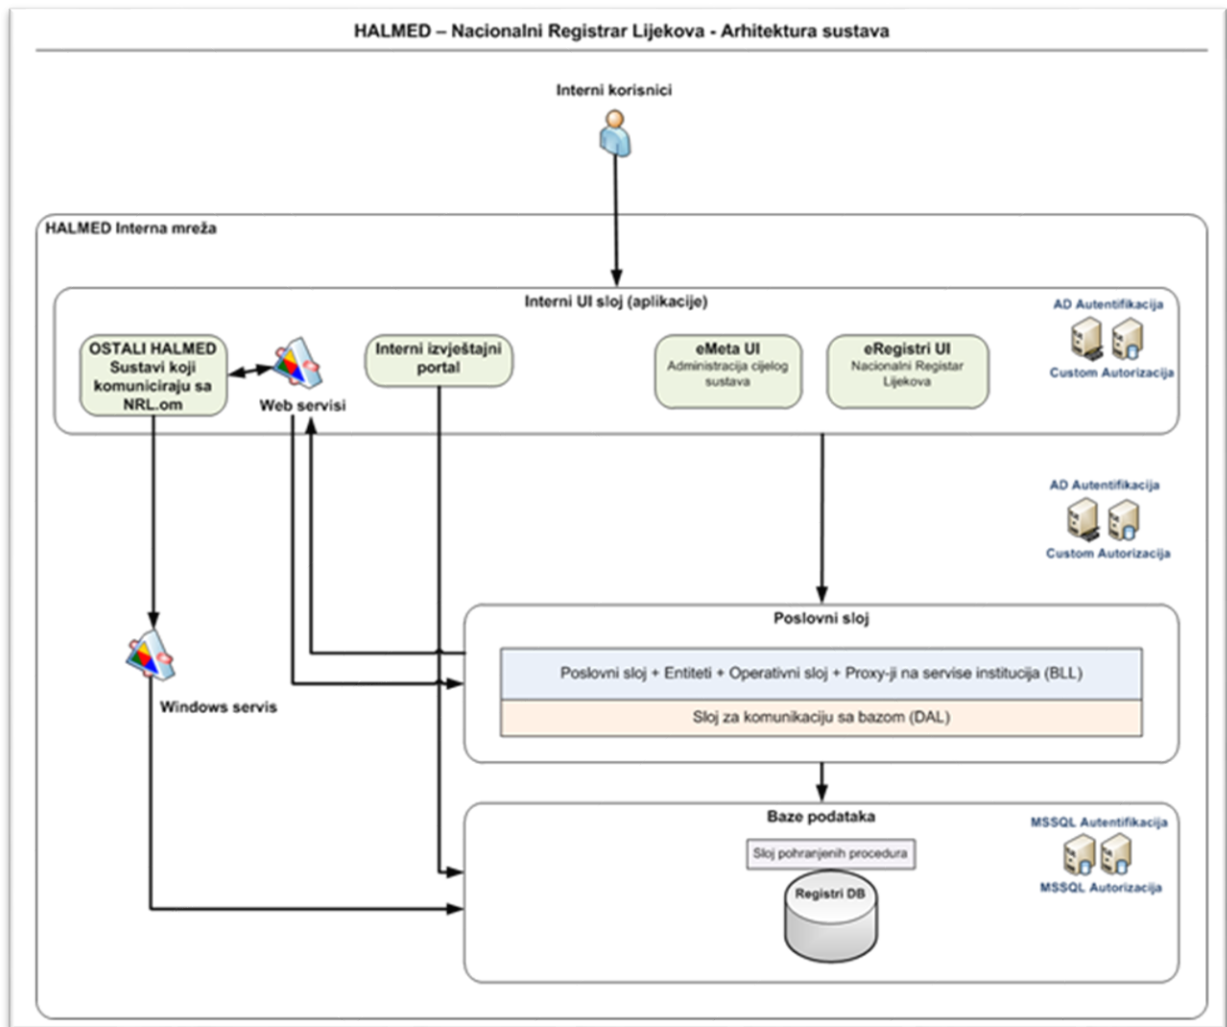 HALMED – Nacionalni Registrar Lijekova - Arhitektura sustava
Interni korisnici
HALMED Interna mreža
Interni UI sloj (aplikacije)
AD Autentifikacija
Custom Autorizacija
OSTALI HALMED
Sustavi koji
komuniciraju sa
NRL.om
Web servisi
Interni izvještajni
portal
eMeta UI
Administracija cijelog
sustava
eRegistri UI
Nacionalni Registar
Lijekova
AD Autentifikacija
Custom Autorizacija
Windows servis
Poslovni sloj
Poslovni sloj + Entiteti + Operativni sloj + Proxy-ji na servise institucija (BLL)
Sloj za komunikaciju sa bazom (DAL)
Baze podataka
Sloj pohranjenih procedura
Registri DB
MSSQL Autentifikacija
MSSQL Autorizacija